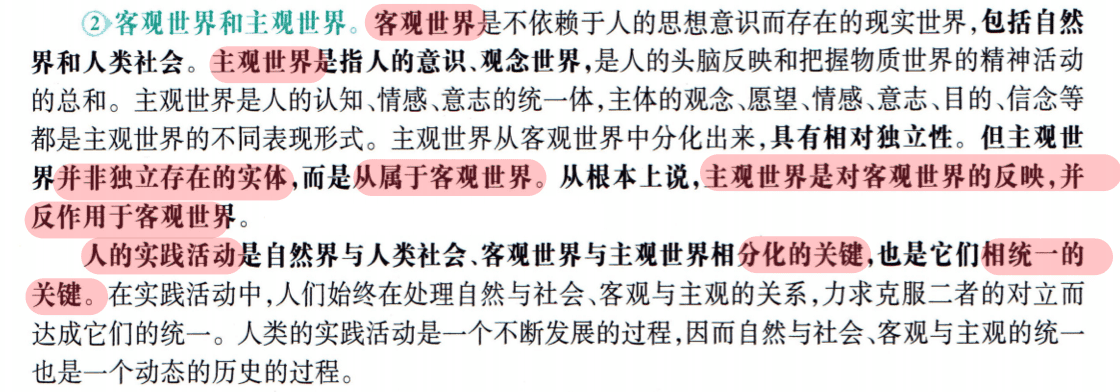 ②客观世界和主观世界。客观世界是不依赖于人的思想意识而存在的现实世界,包括自然
界和人类社会。主观世界是指人的意识、观念世界,是人的头脑反映和把握物质世界的精神活动
的总和。主观世界是人的认知、情感、意志的统一体,主体的观念、愿望、情感、意志、目的、信念等
都是主观世界的不同表现形式。主观世界从客观世界中分化出来,具有相对独立性。但主观世
界并非独立存在的实体,而是从属于客观世界。从根本上说,主观世界是对客观世界的反映,并
反作用于客观世界。
人的实践活动是自然界与人类社会、客观世界与主观世界相分化的关键,也是它们相统一的
关键。在实践活动中,人们始终在处理自然与社会、客观与主观的关系,力求克服二者的对立而
达成它们的统一。人类的实践活动是一个不断发展的过程,因而自然与社会、客观与主观的统一
也是一个动态的历史的过程。